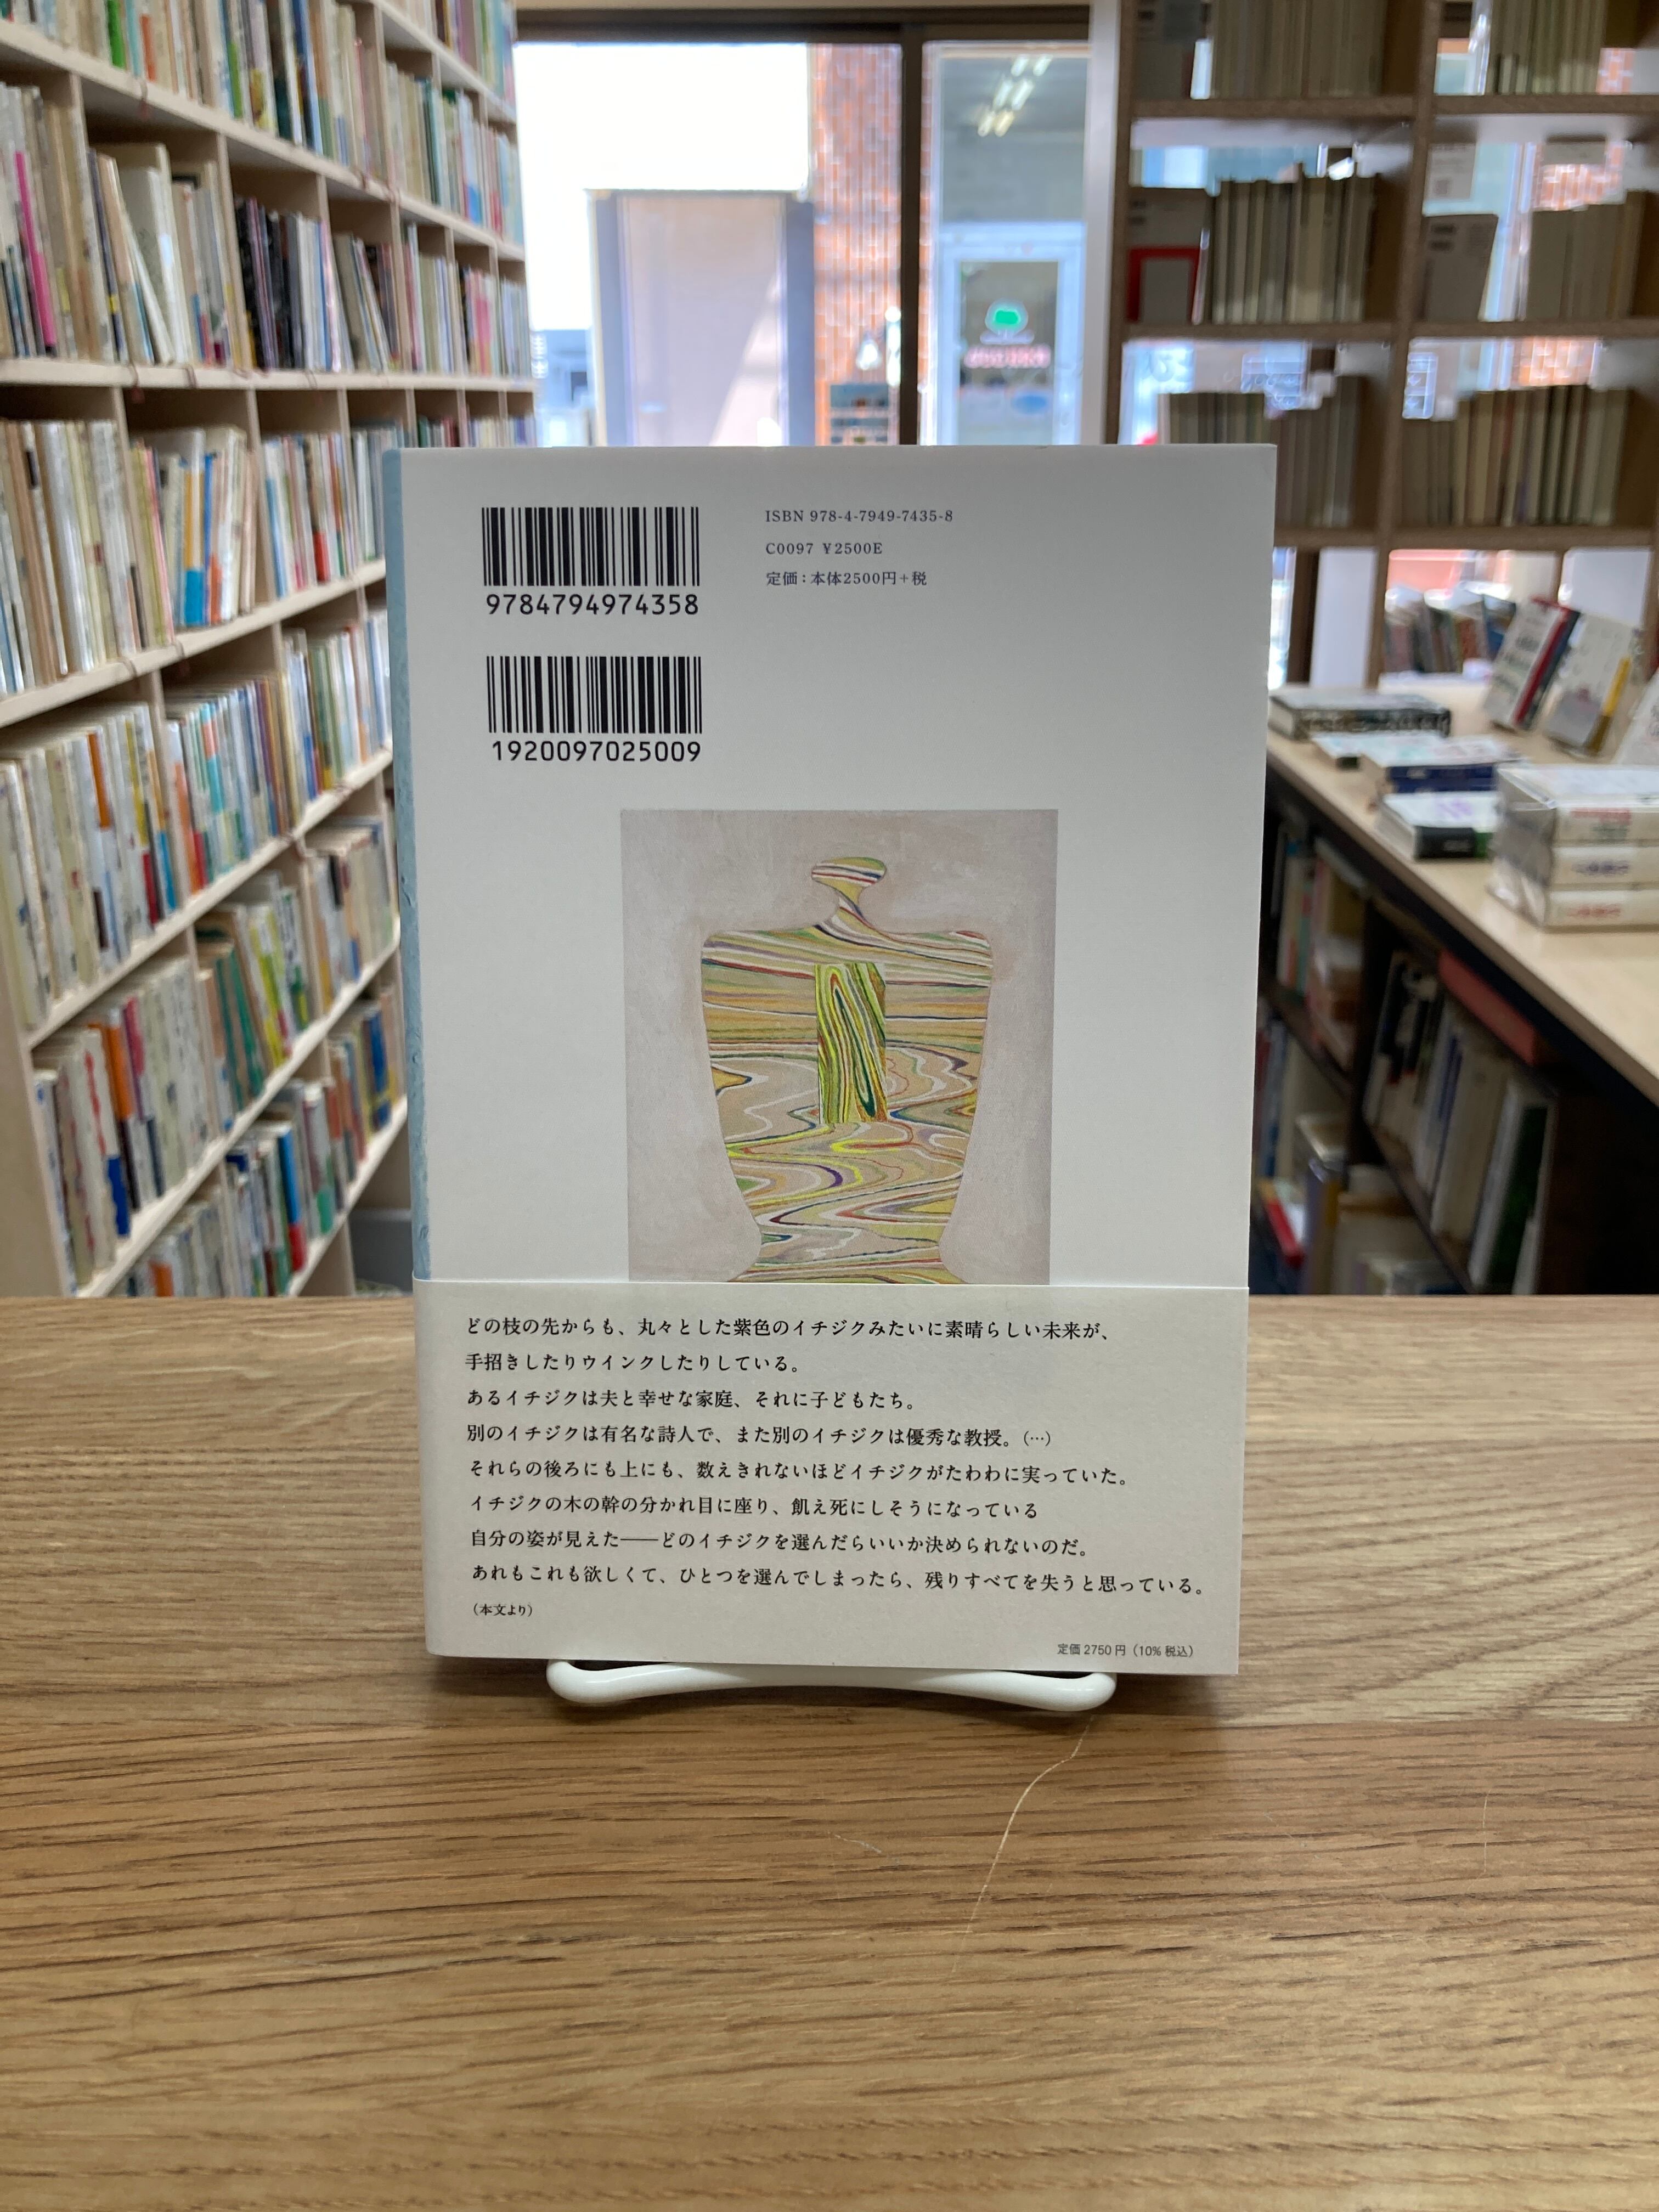 9784794974358
1920097025009
ISBN 978-4-7949-7435-8
C0097 ¥2500E
定価：本体2500円+税
どの枝の先からも、丸々とした紫色のイチジクみたいに素晴らしい未来が、
手招きしたりウインクしたりしている。
あるイチジクは夫と幸せな家庭、それに子どもたち。
別のイチジクは有名な詩人で、また別のイチジクは優秀な教授。（…）
それらの後ろにも上にも、数えきれないほどイチジクがたわわに実っていた。
イチジクの木の幹の分かれ目に座り、飢え死にしそうになっている
自分の姿が見えた——どのイチジクを選んだらいいか決められないのだ。
あれもこれも欲しくて、ひとつを選んでしまったら、残りすべてを失うと思っている。
（本文より）
定価 2750 円（10% 税込）